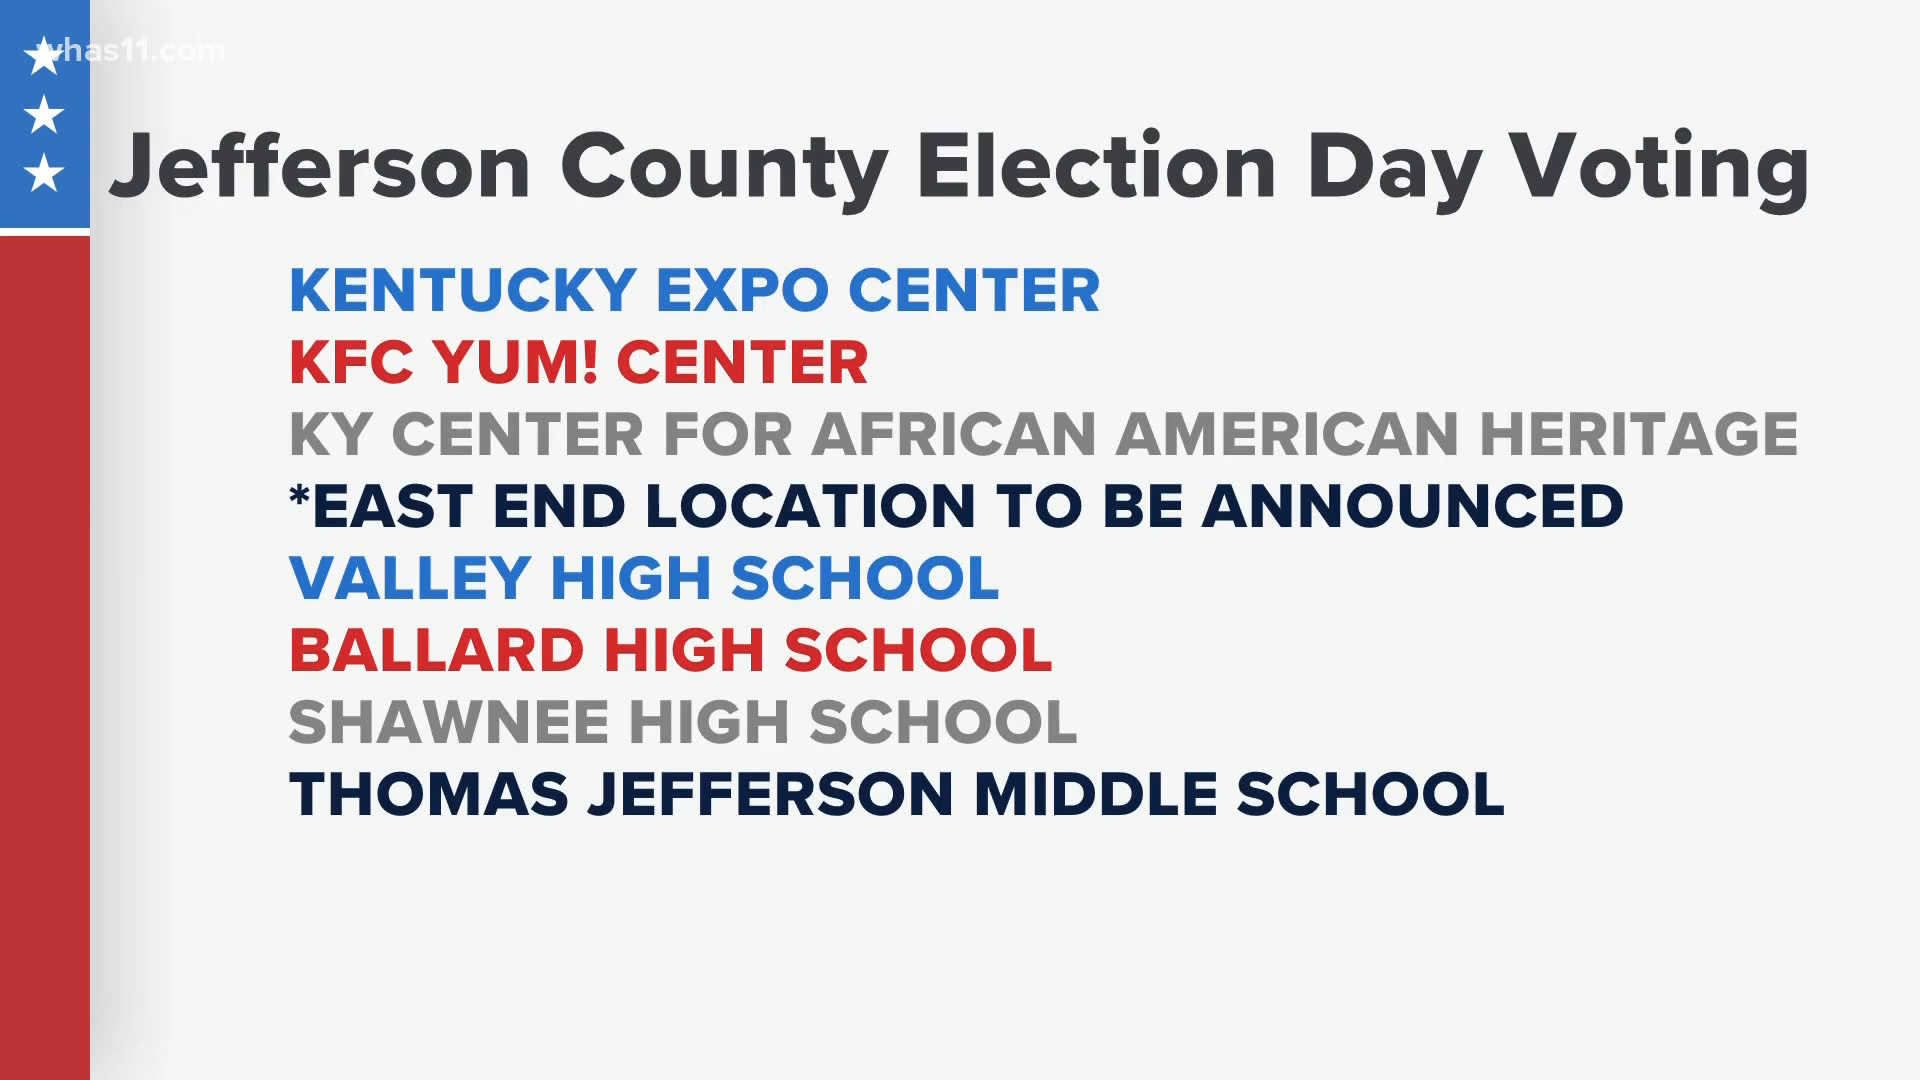 whas11.com
Jefferson County Election Day Voting
KENTUCKY EXPO CENTER
KFC YUM! CENTER
KY CENTER FOR AFRICAN AMERICAN HERITAGE
*EAST END LOCATION TO BE ANNOUNCED
VALLEY HIGH SCHOOL
BALLARD HIGH SCHOOL
SHAWNEE HIGH SCHOOL
THOMAS JEFFERSON MIDDLE SCHOOL